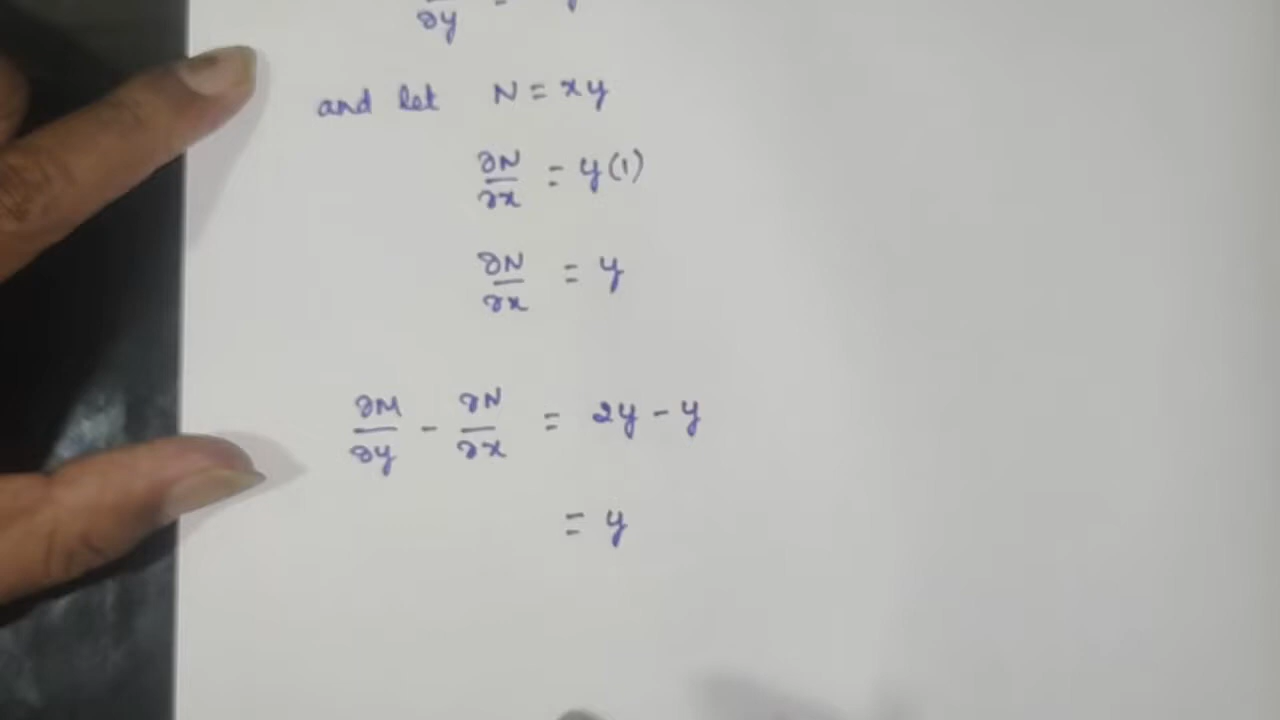 ∂y =
and let N = xy
∂N/∂x = y(1)
∂N/∂x = y
∂M/∂y - ∂N/∂x = 2y - y
= y